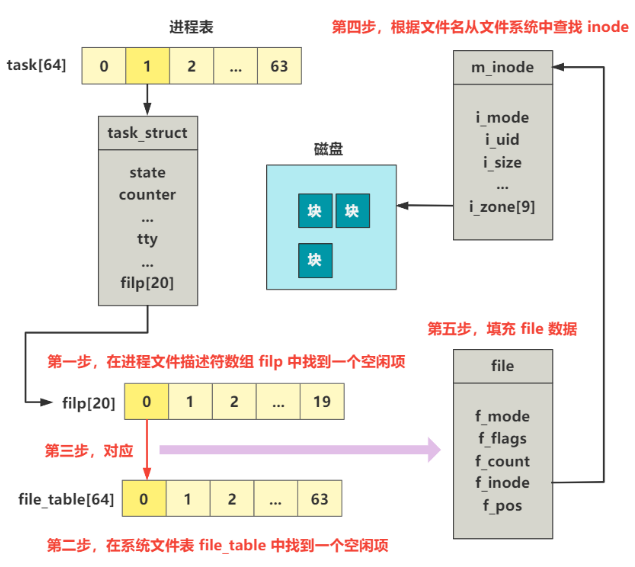 进程表
第四步，根据文件名从文件系统中查找 inode
task[64] 0 1 2 ... 63
m_inode
i_mode
i_uid
i_size
...
i_zone[9]
task_struct
state
counter
...
tty
...
filp[20]
磁盘
块 块
块
第五步，填充 file 数据
第一步，在进程文件描述符数组 filp 中找到一个空闲项
filp[20] 0 1 2 ... 19
第三步，对应
file_table[64] 0 1 2 ... 63
第二步，在系统文件表 file_table 中找到一个空闲项
file
f_mode
f_flags
f_count
f_inode
f_pos